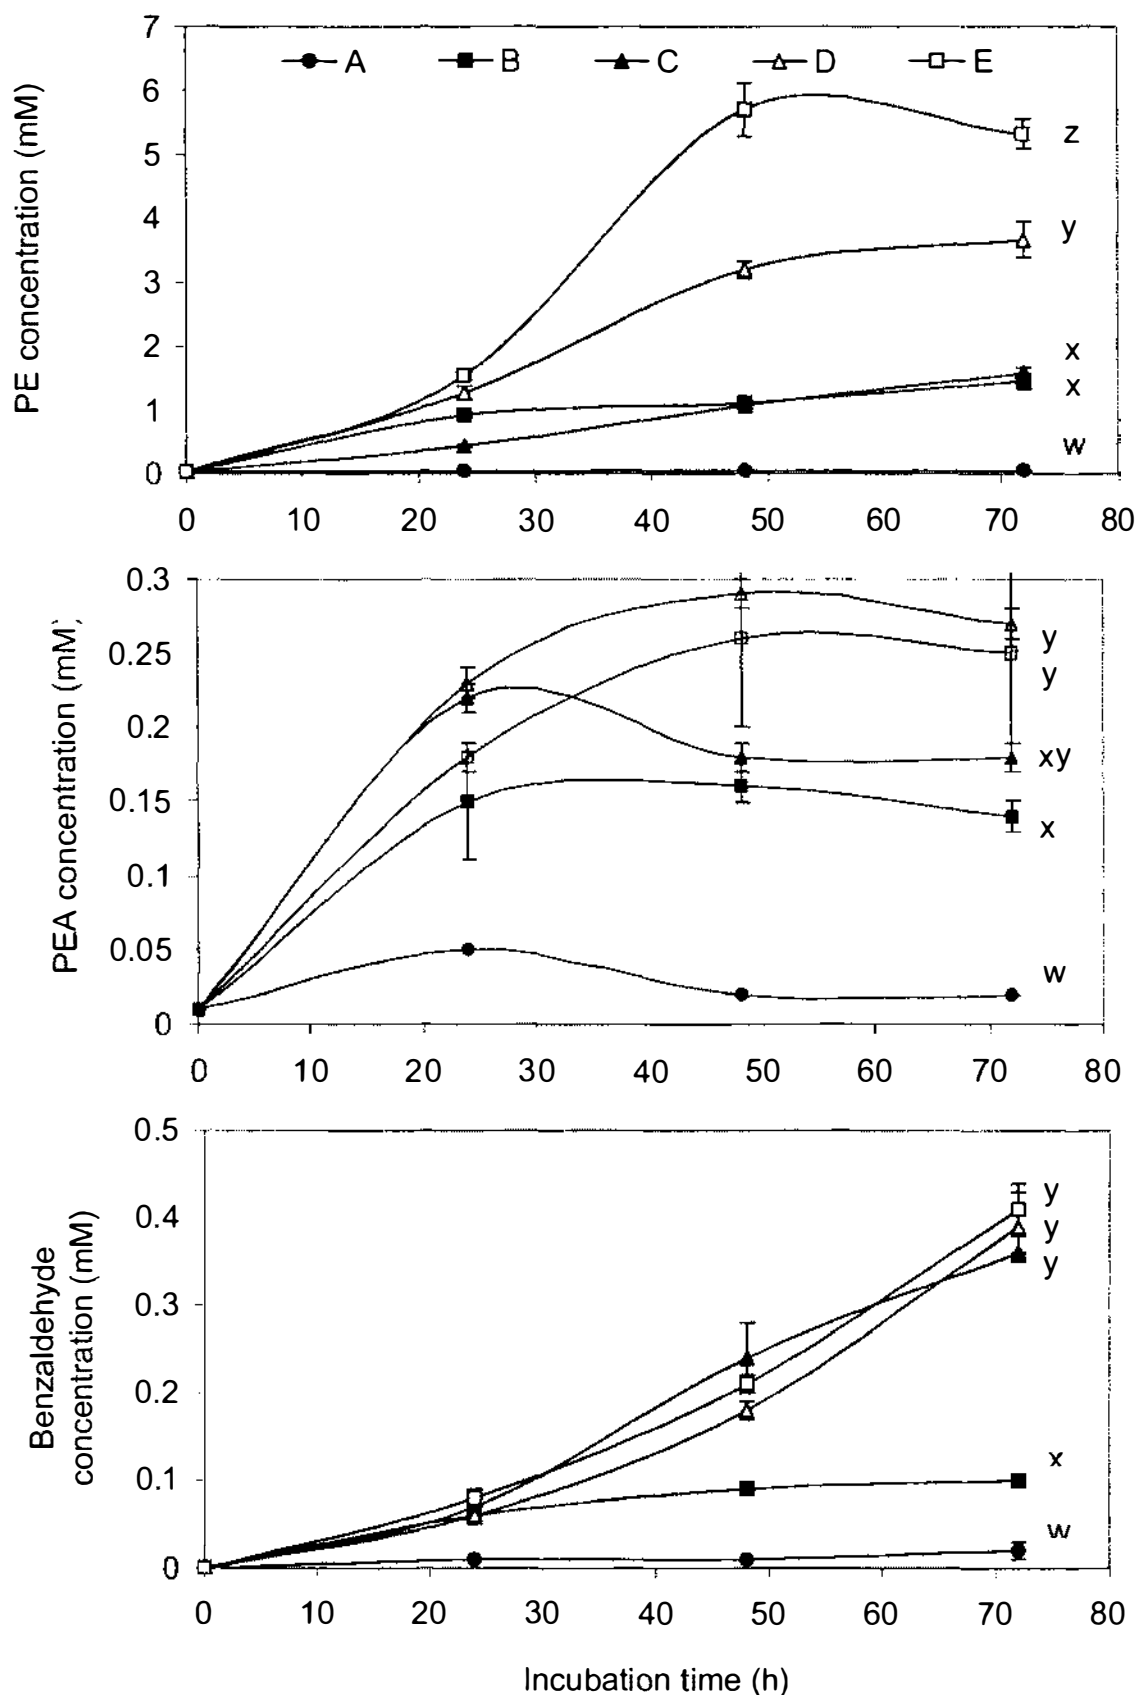 7
A B C D E
6
z
5
4
y
3
2
x
x
1
w
0
PE concentration (mM)
0 10 20 30 40 50 60 70 80
0.3
0.25
y
y
0.2
xy
0.15
x
0.1
0.05
w
0
PEA concentration (mM)
0 10 20 30 40 50 60 70 80
0.5
0.4
y
y
y
0.3
0.2
0.1
x
w
0
Benzaldehyde
concentration (mM)
0 10 20 30 40 50 60 70 80
Incubation time (h)